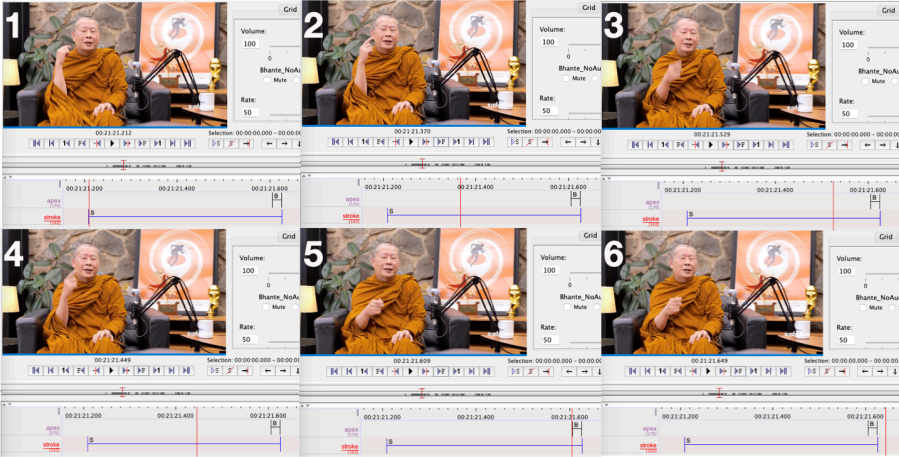 1
Grid
Volume:
100
0
Bhante_NoAu
Mute
Rate:
50
00:21:21.212
Selection: 00:00:00.000 - 00:00:0
00:21:21.200
00:21:21.400
00:21:21.600
B
apex
[176]
S
stroke
[352]
2
Grid
Volume:
100
0
Bhante_NoAu
Mute
Rate:
50
00:21:21.370
Selection: 00:00:00.000 - 00:00:0
00:21:21.200
00:21:21.400
00:21:21.600
B
apex
S
stroke
3
Grid
Volume:
100
0
Bhante_NoAu
Mute
Rate:
50
00:21:21.529
Selection: 00:00:00.000 - 00:00:0
00:21:21.200
00:21:21.400
00:21:21.600
B
apex
S
stroke
4
Grid
Volume:
100
0
Bhante_NoAu
Mute
Rate:
50
00:21:21.449
Selection: 00:00:00.000 - 00:00:0
00:21:21.200
00:21:21.400
00:21:21.600
B
apex
S
stroke
5
Grid
Volume:
100
0
Bhante_NoAu
Mute
Rate:
50
00:21:21.609
Selection: 00:00:00.000 - 00:00:0
00:21:21.200
00:21:21.400
00:21:21.600
B
apex
S
stroke
6
Grid
Volume:
100
0
Bhante_NoAu
Mute
Rate:
50
00:21:21.649
Selection: 00:00:00.000 - 00:00:0
00:21:21.200
00:21:21.400
00:21:21.600
B
apex
S
stroke